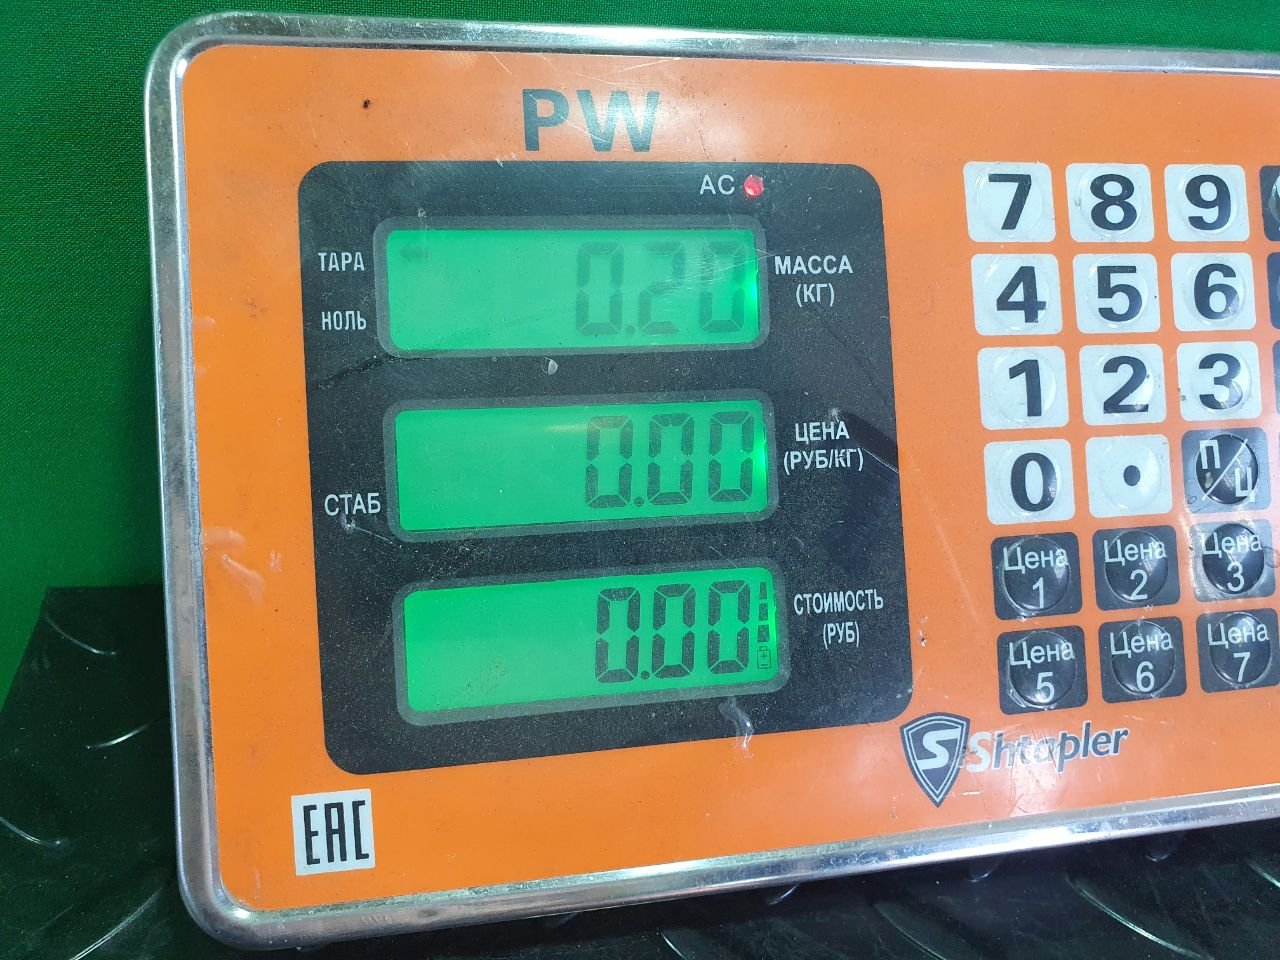 PW
AC
ТАРА
0.20
МАССА
(КГ)
НОЛЬ
0.00
ЦЕНА
(РУБ/КГ)
СТАБ
0.00
СТОИМОСТЬ
(РУБ)
7 8 9
4 5 6
1 2 3
0 . П/Ц
Цена 1 Цена 2 Цена 3
Цена 5 Цена 6 Цена 7
S Shtapler
EAC